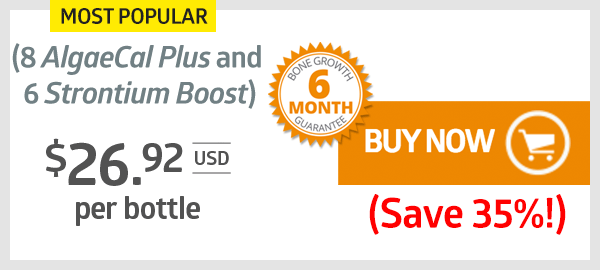 MOST POPULAR
(8 AlgaeCal Plus and
6 Strontium Boost)
$26.92 USD
per bottle
BONE GROWTH
6
MONTH
GUARANTEE
BUY NOW
(Save 35%!)